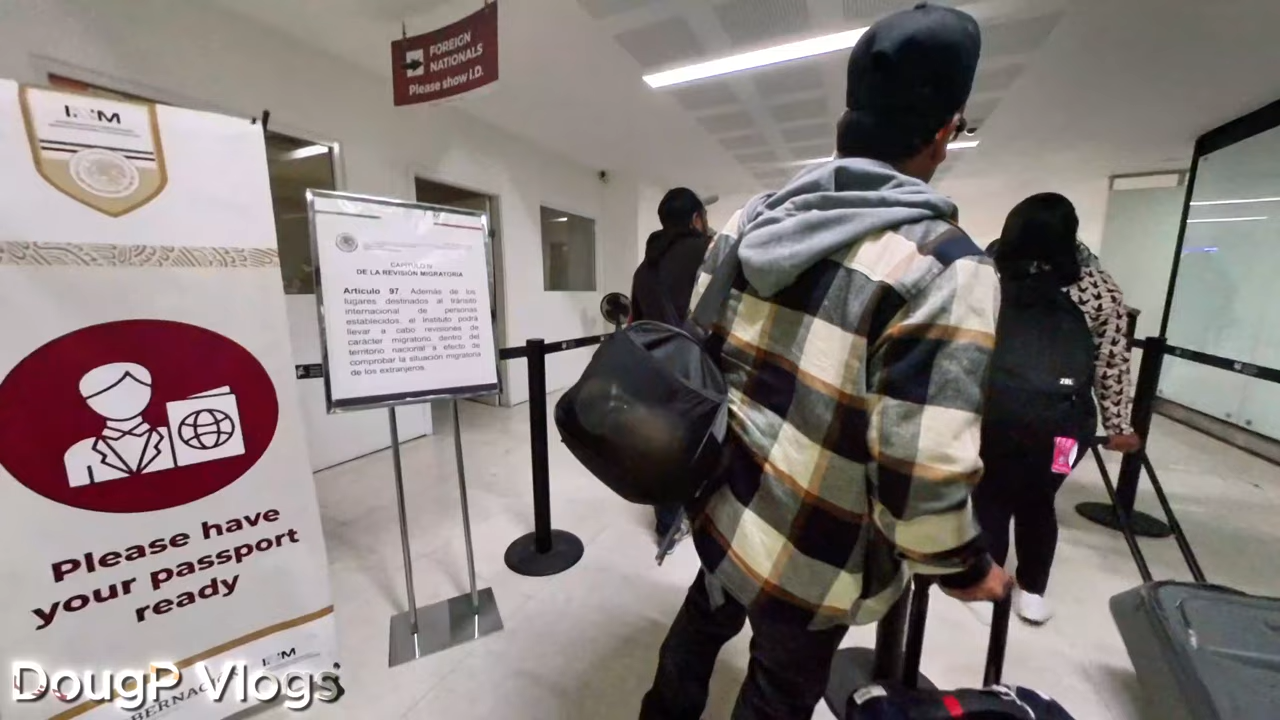 FOREIGN
NATIONALS
Please show I.D.
INM
CAPÍTULO IV
DE LA REVISIÓN MIGRATORIA
Artículo 97. Además de los
lugares destinados al tránsito
internacional de personas
establecidos, el Instituto podrá
llevar a cabo revisiones de
carácter migratorio dentro del
territorio nacional a efecto de
comprobar la situación migratoria
de los extranjeros.
Please have
your passport
ready
INM
DougP Vlogs